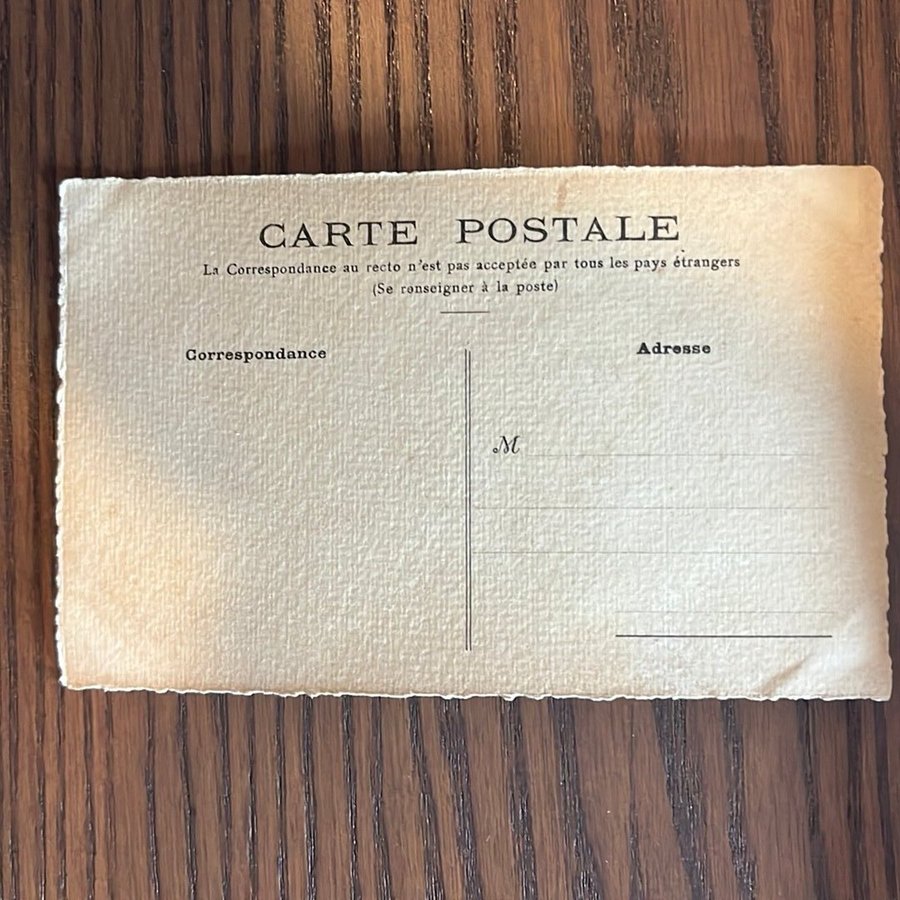 CARTE POSTALE
La Correspondance au recto n'est pas acceptée par tous les pays étrangers
(Se renseigner à la poste)
Correspondance
Adresse
M